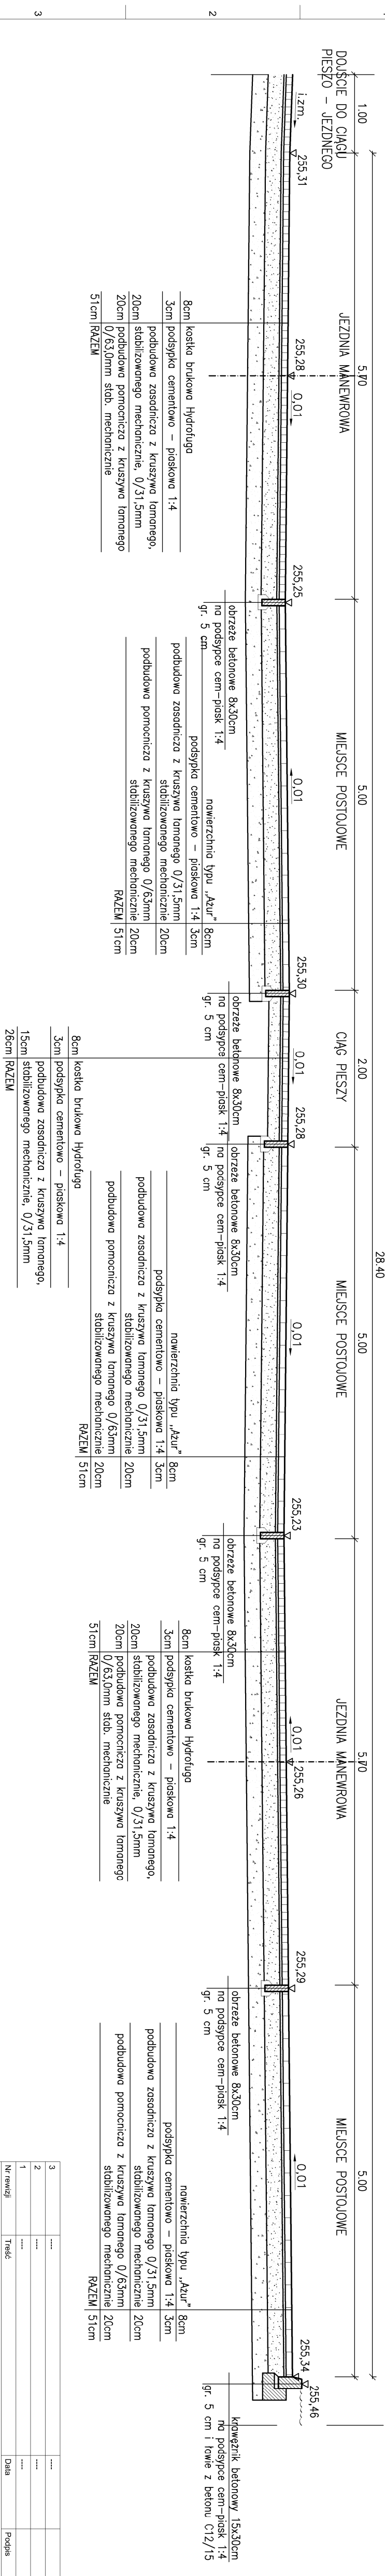 2
3
28.40
1.00
5.70
5.00
2.00
5.00
5.70
5.00
DOJŚCIE DO CIĄGU
PIESZO – JEZDNEGO
JEZDNIA MANEWROWA
MIEJSCE POSTOJOWE
CIĄG PIESZY
MIEJSCE POSTOJOWE
JEZDNIA MANEWROWA
MIEJSCE POSTOJOWE
i.zm.
255,31
255,28
0,01
255,25
0,01
255,30
0,01
255,28
0,01
255,23
0,01
255,26
255,29
0,01
255,34
255,46
8cm kostka brukowa Hydrofuga
3cm podsypka cementowo – piaskowa 1:4
podbudowa zasadnicza z kruszywa łamanego,
20cm stabilizowanego mechanicznie, 0/31,5mm
20cm podbudowa pomocnicza z kruszywa łamanego
0/63,0mm stab. mechanicznie
51cm RAZEM
obrzeże betonowe 8x30cm
na podsypce cem–piask 1:4
gr. 5 cm
nawierzchnia typu „Ażur" 8cm
podsypka cementowo – piaskowa 1:4 3cm
podbudowa zasadnicza z kruszywa łamanego 0/31,5mm
stabilizowanego mechanicznie 20cm
podbudowa pomocnicza z kruszywa łamanego 0/63mm
stabilizowanego mechanicznie 20cm
RAZEM 51cm
obrzeże betonowe 8x30cm
na podsypce cem–piask 1:4
gr. 5 cm
8cm kostka brukowa Hydrofuga
3cm podsypka cementowo – piaskowa 1:4
podbudowa zasadnicza z kruszywa łamanego,
15cm stabilizowanego mechanicznie, 0/31,5mm
26cm RAZEM
obrzeże betonowe 8x30cm
na podsypce cem–piask 1:4
gr. 5 cm
nawierzchnia typu „Ażur" 8cm
podsypka cementowo – piaskowa 1:4 3cm
podbudowa zasadnicza z kruszywa łamanego 0/31,5mm
stabilizowanego mechanicznie 20cm
podbudowa pomocnicza z kruszywa łamanego 0/63mm
stabilizowanego mechanicznie 20cm
RAZEM 51cm
obrzeże betonowe 8x30cm
na podsypce cem–piask 1:4
gr. 5 cm
8cm kostka brukowa Hydrofuga
3cm podsypka cementowo – piaskowa 1:4
podbudowa zasadnicza z kruszywa łamanego,
20cm stabilizowanego mechanicznie, 0/31,5mm
20cm podbudowa pomocnicza z kruszywa łamanego
0/63,0mm stab. mechanicznie
51cm RAZEM
obrzeże betonowe 8x30cm
na podsypce cem–piask 1:4
gr. 5 cm
nawierzchnia typu „Ażur" 8cm
podsypka cementowo – piaskowa 1:4 3cm
podbudowa zasadnicza z kruszywa łamanego 0/31,5mm
stabilizowanego mechanicznie 20cm
podbudowa pomocnicza z kruszywa łamanego 0/63mm
stabilizowanego mechanicznie 20cm
RAZEM 51cm
krawężnik betonowy 15x30cm
na podsypce cem–piask 1:4
gr. 5 cm i ławie z betonu C12/15
3 ---- ----
2 ---- ----
1 ---- ----
Nr rewizji Treść Data Podpis